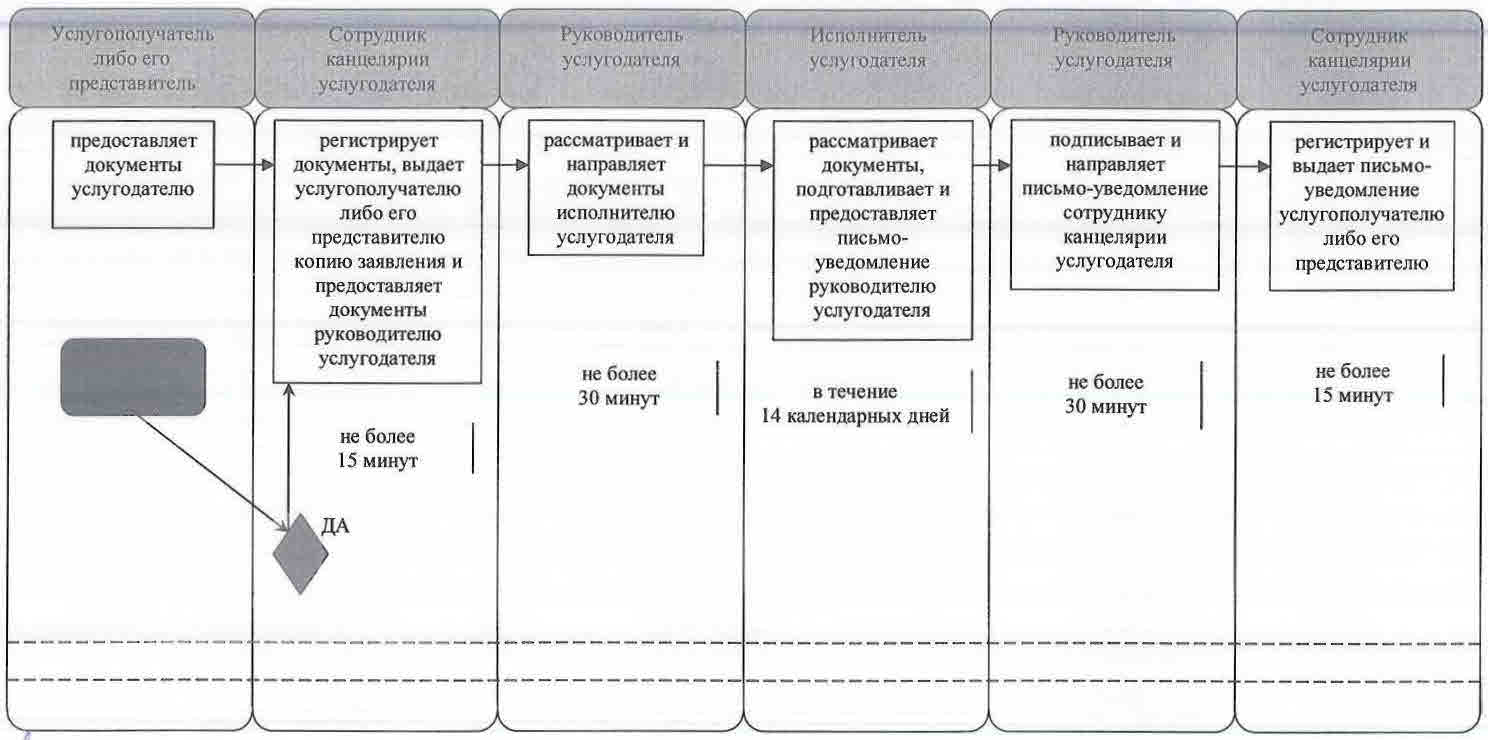 Услугополучатель
либо его
представитель
Сотрудник
канцелярии
услугодателя
Руководитель
услугодателя
Исполнитель
услугодателя
Руководитель
услугодателя
Сотрудник
канцелярии
услугодателя
предоставляет
документы
услугодателю
регистрирует
документы, выдает
услугополучателю
либо его
представителю
копию заявления и
предоставляет
документы
руководителю
услугодателя
рассматривает и
направляет
документы
исполнителю
услугодателя
рассматривает
документы,
подготавливает и
предоставляет
письмо-
уведомление
руководителю
услугодателя
подписывает и
направляет
письмо-уведомление
сотруднику
канцелярии
услугодателя
регистрирует и
выдает письмо-
уведомление
услугополучателю
либо его
представителю
не более
15 минут
не более
30 минут
в течение
14 календарных дней
не более
30 минут
не более
15 минут
ДА